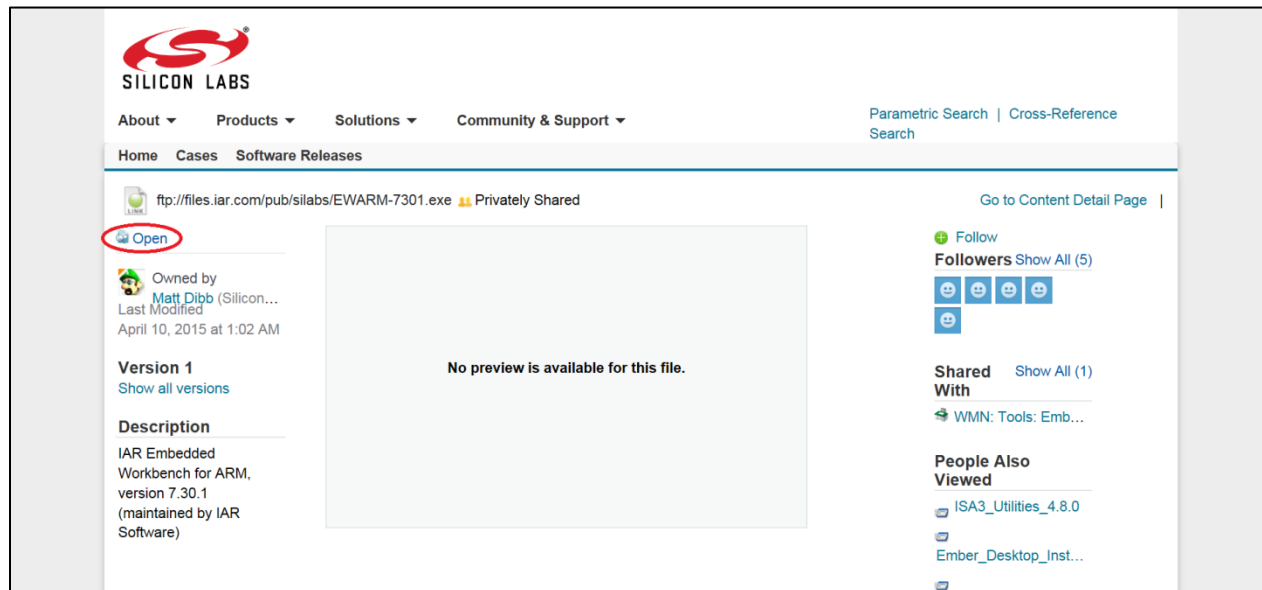 SILICON LABS
About Products Solutions Community & Support
Parametric Search | Cross-Reference
Search
Home Cases Software Releases
LINK
ftp://files.iar.com/pub/silabs/EWARM-7301.exe Privately Shared
Go to Content Detail Page |
Open
Owned by
Matt Dibb (Silicon...
Last Modified
April 10, 2015 at 1:02 AM
Version 1
Show all versions
Description
IAR Embedded
Workbench for ARM,
version 7.30.1
(maintained by IAR
Software)
No preview is available for this file.
Follow
Followers Show All (5)
Shared Show All (1)
With
WMN: Tools: Emb...
People Also
Viewed
ISA3_Utilities_4.8.0
Ember_Desktop_Inst...